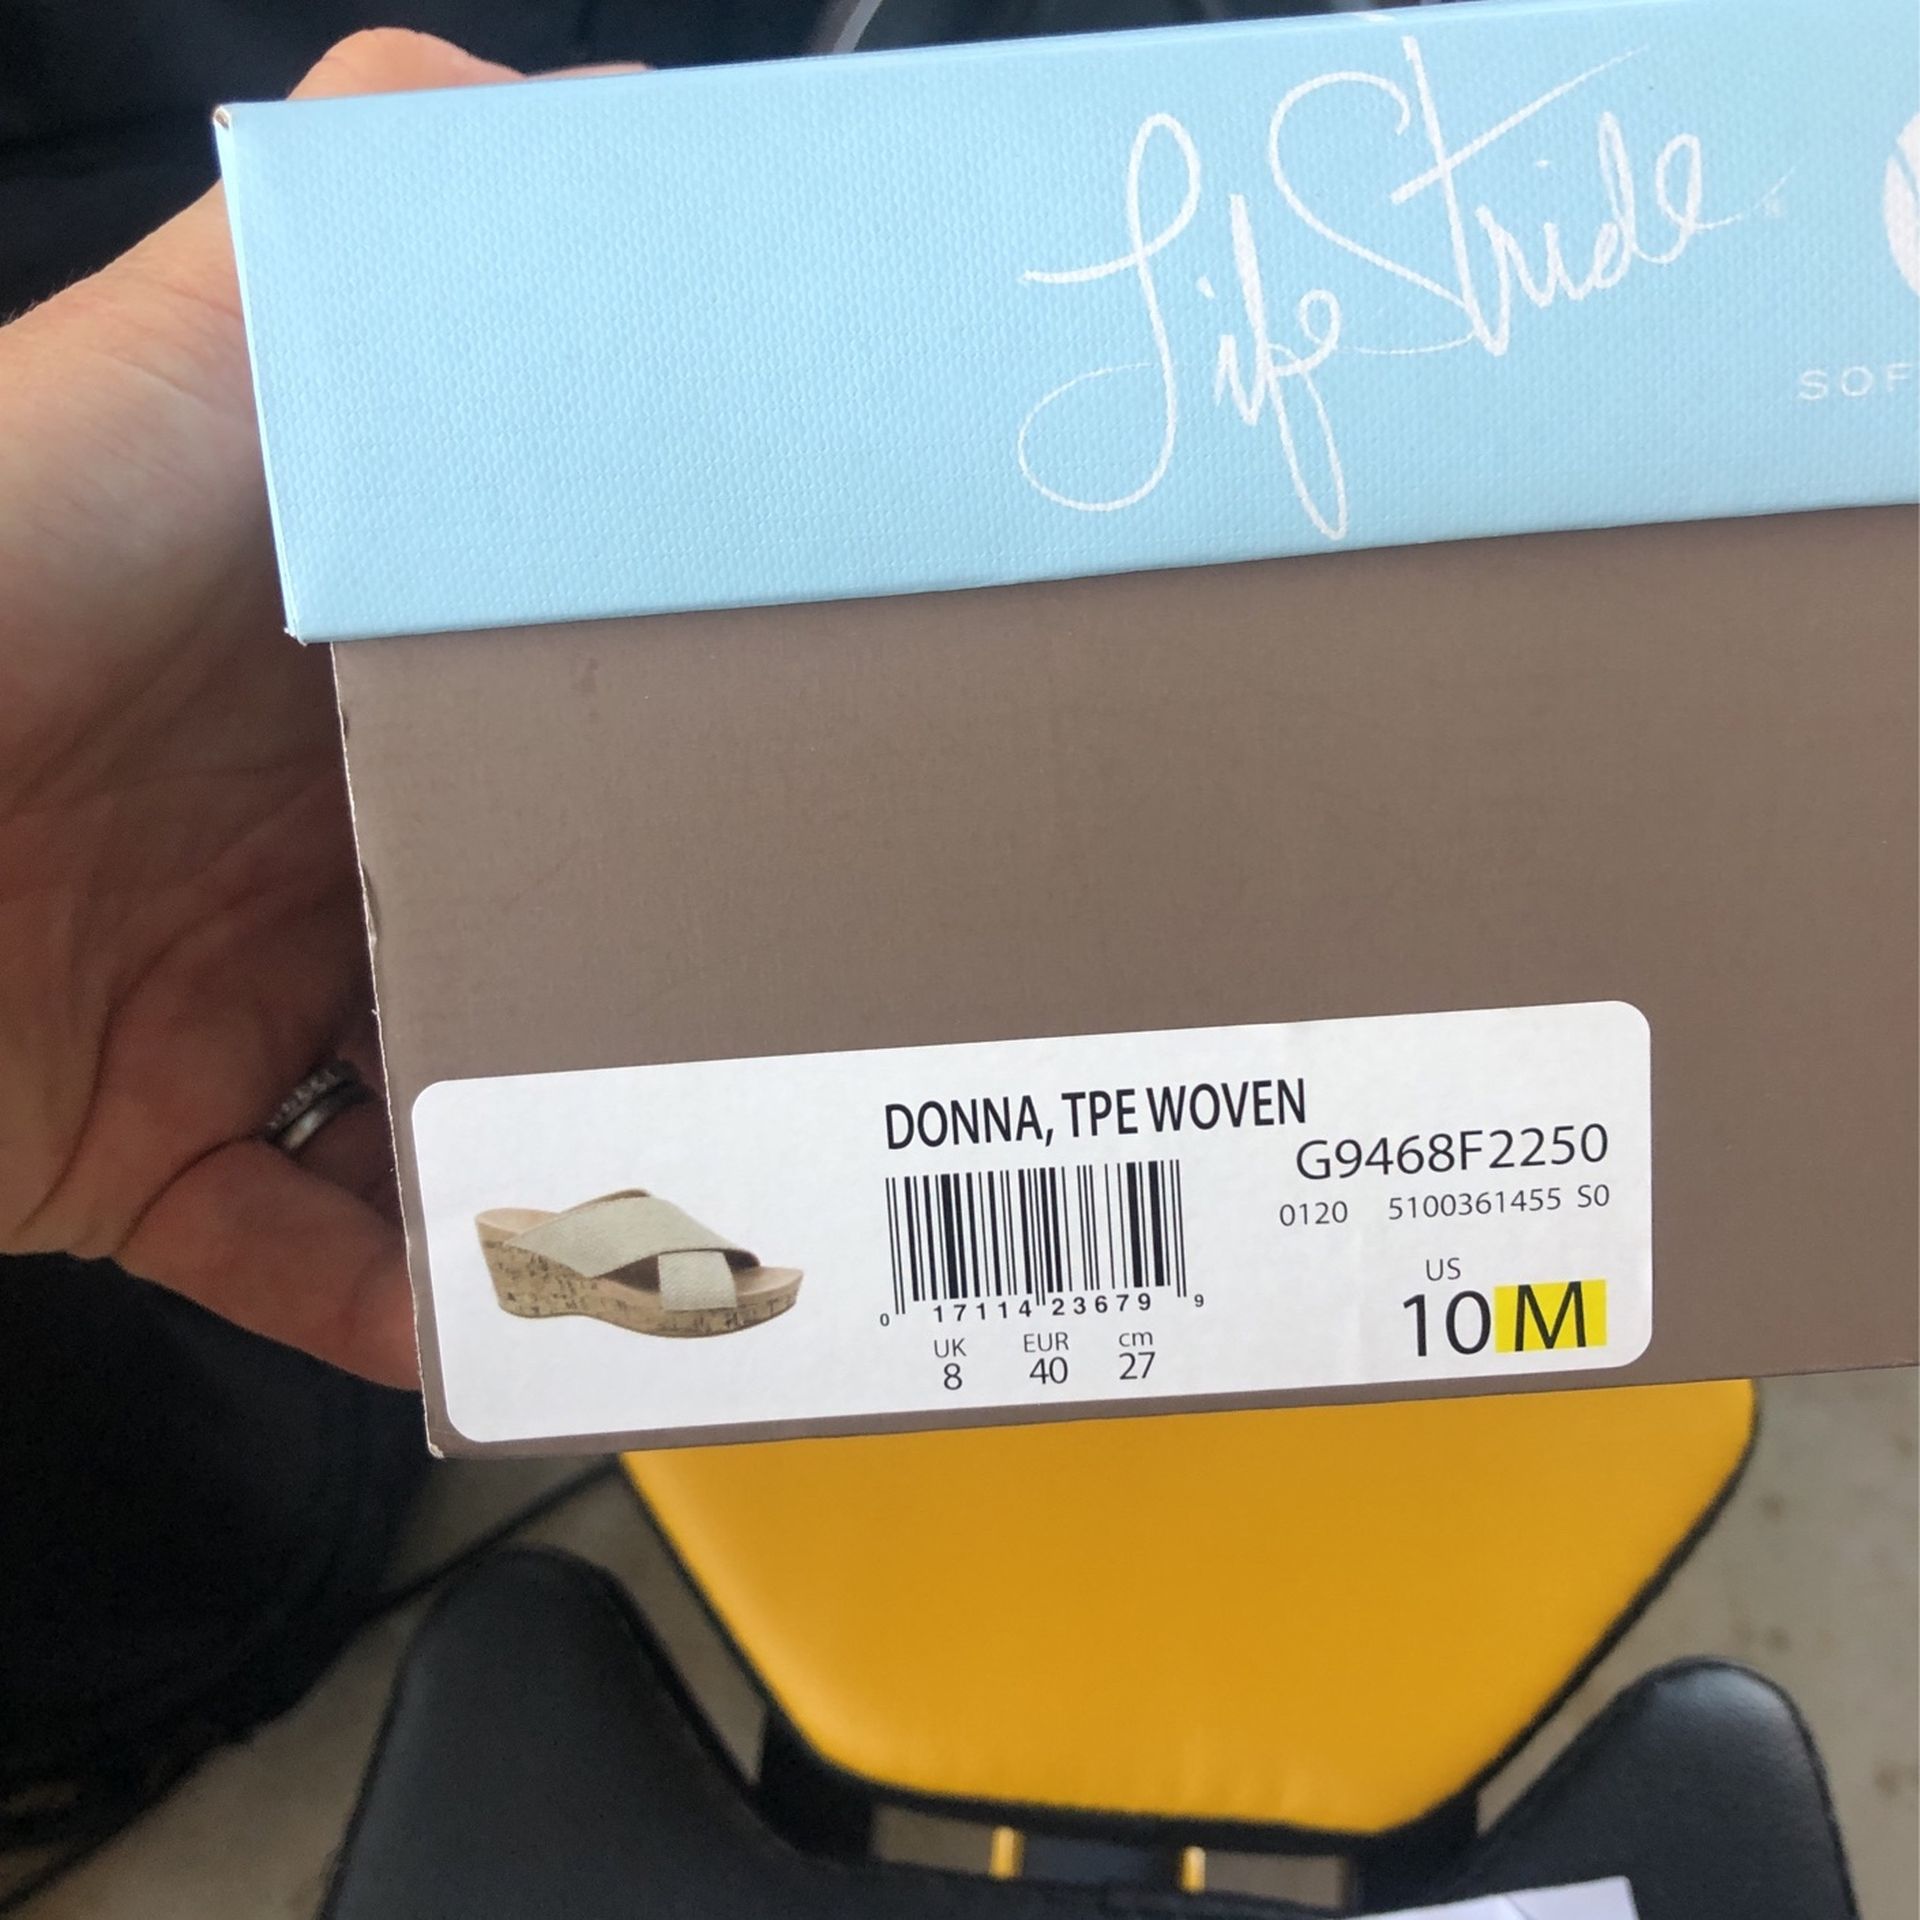 LifeStride
SOF
DONNA, TPE WOVEN
G9468F2250
0120 5100361455 S0
0 17114 23679 9
UK EUR cm
8 40 27
US
10 M